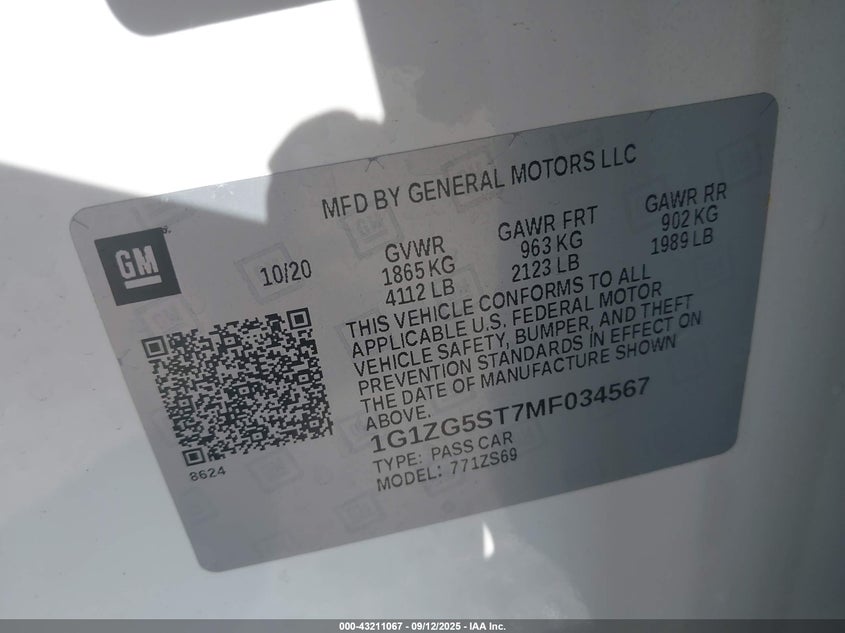 MFD BY GENERAL MOTORS LLC
GM
10/20
GVWR
1865 KG
4112 LB
GAWR FRT
963 KG
2123 LB
GAWR RR
902 KG
1989 LB
THIS VEHICLE CONFORMS TO ALL
APPLICABLE U.S. FEDERAL MOTOR
VEHICLE SAFETY, BUMPER, AND THEFT
PREVENTION STANDARDS IN EFFECT ON
THE DATE OF MANUFACTURE SHOWN
ABOVE.
1G1ZG5ST7MF034567
TYPE: PASS CAR
MODEL: 771ZS69
8624
000-43211067 - 09/12/2025 - IAA Inc.